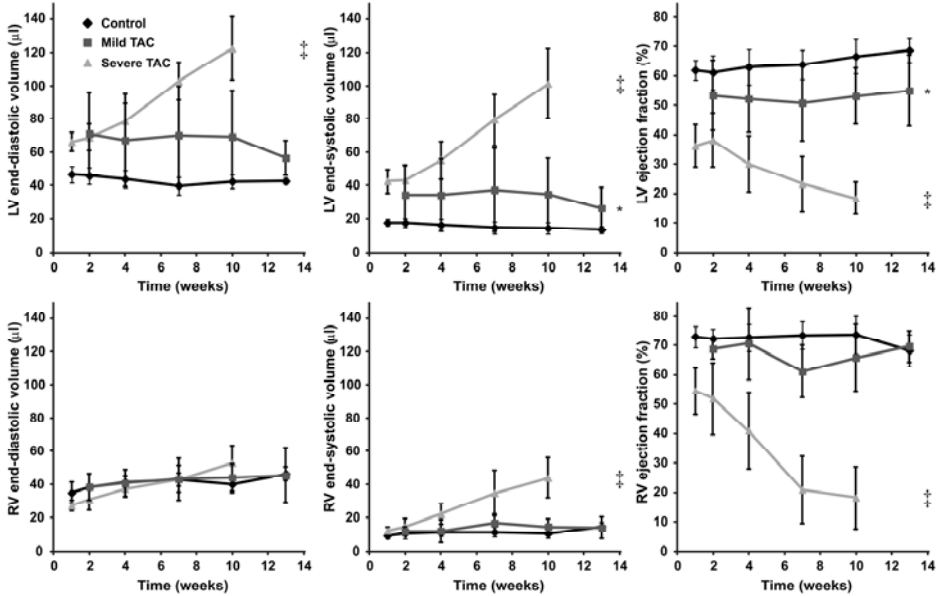 Control
Mild TAC
Severe TAC
LV end-diastolic volume (μl)
140
120
100
80
60
40
20
0
0 2 4 6 8 10 12 14
Time (weeks)
‡
LV end-systolic volume (μl)
140
120
100
80
60
40
20
0
0 2 4 6 8 10 12 14
Time (weeks)
‡
*
LV ejection fraction (%)
80
70
60
50
40
30
20
10
0
0 2 4 6 8 10 12 14
Time (weeks)
*
‡
RV end-diastolic volume (μl)
140
120
100
80
60
40
20
0
0 2 4 6 8 10 12 14
Time (weeks)
RV end-systolic volume (μl)
140
120
100
80
60
40
20
0
0 2 4 6 8 10 12 14
Time (weeks)
‡
RV ejection fraction (%)
80
70
60
50
40
30
20
10
0
0 2 4 6 8 10 12 14
Time (weeks)
‡